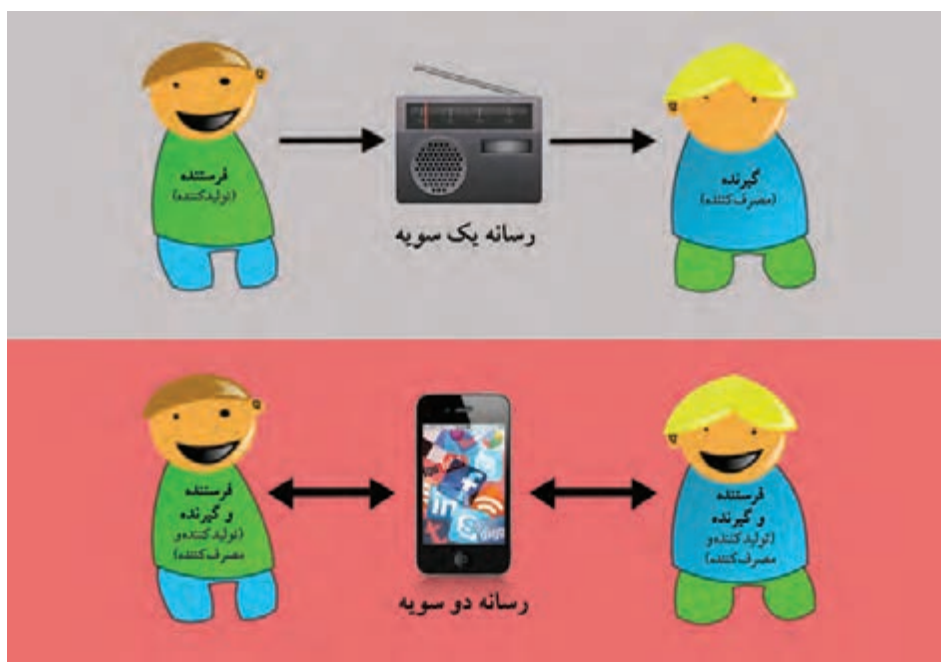 فرستنده
(تولیدکننده)
گیرنده
(مصرف‌کننده)
رسانه یک سویه
فرستنده
و گیرنده
(تولیدکننده و
مصرف‌کننده)
فرستنده
و گیرنده
(تولیدکننده و
مصرف‌کننده)
رسانه دو سویه